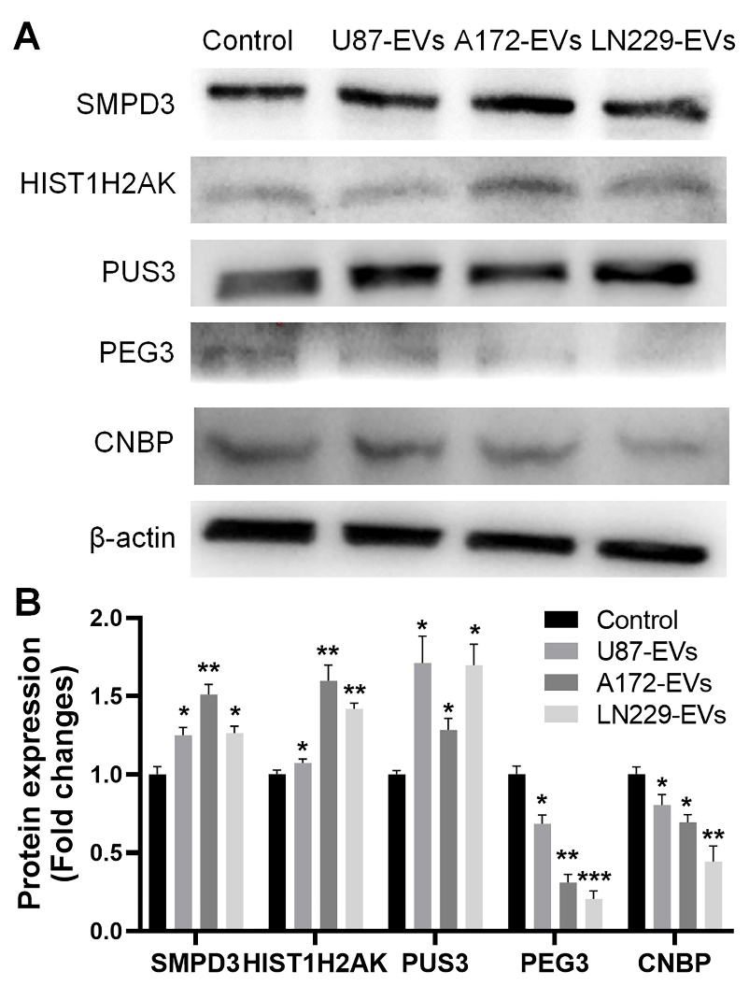 A
Control U87-EVs A172-EVs LN229-EVs
SMPD3
HIST1H2AK
PUS3
PEG3
CNBP
β-actin
B
Protein expression
(Fold changes)
2.0
1.5
1.0
0.5
0.0
* ** *
* ** **
* * *
* ** ***
* * **
Control
U87-EVs
A172-EVs
LN229-EVs
SMPD3 HIST1H2AK PUS3 PEG3 CNBP